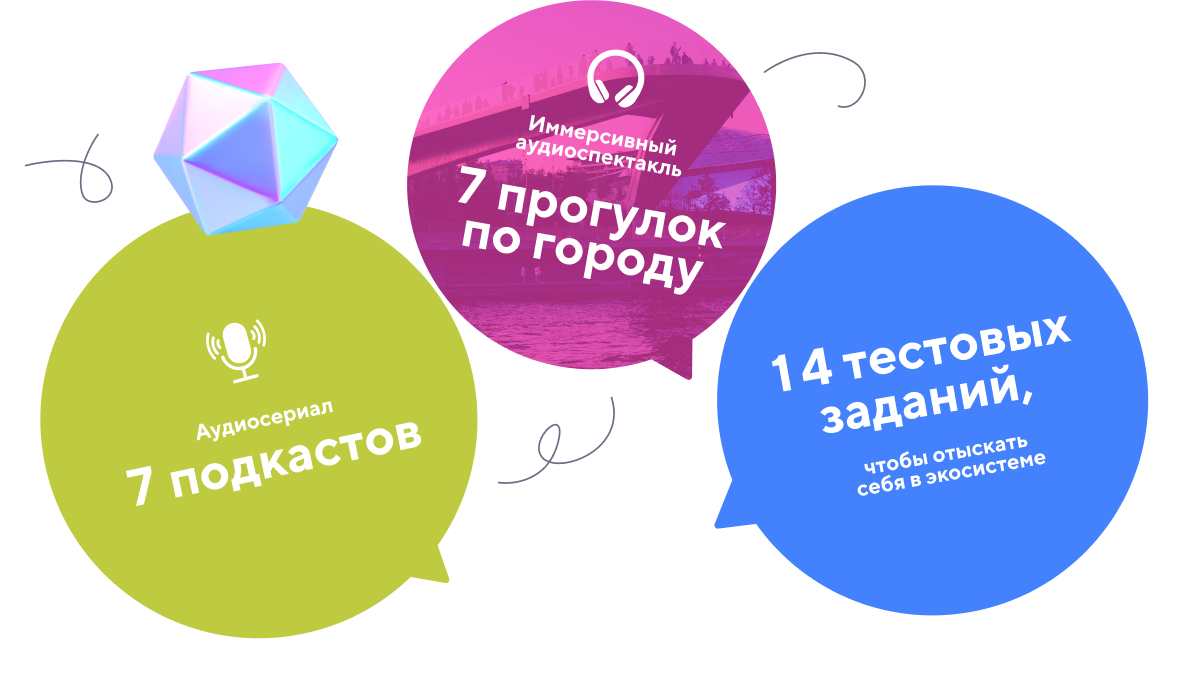 Аудиосериал
7 подкастов
Иммерсивный
аудиоспектакль
7 прогулок
по городу
14 тестовых
заданий,
чтобы отыскать
себя в экосистеме